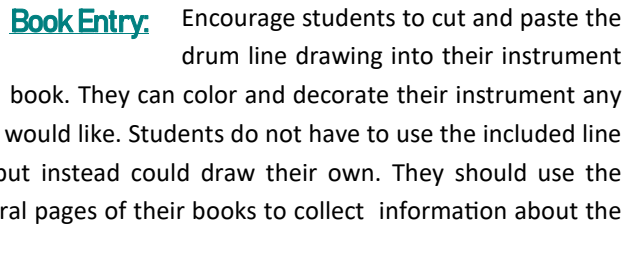 Book Entry: Encourage students to cut and paste the
drum line drawing into their instrument
book. They can color and decorate their instrument any
would like. Students do not have to use the included line
instead could draw their own. They should use the
pages of their books to collect information about the